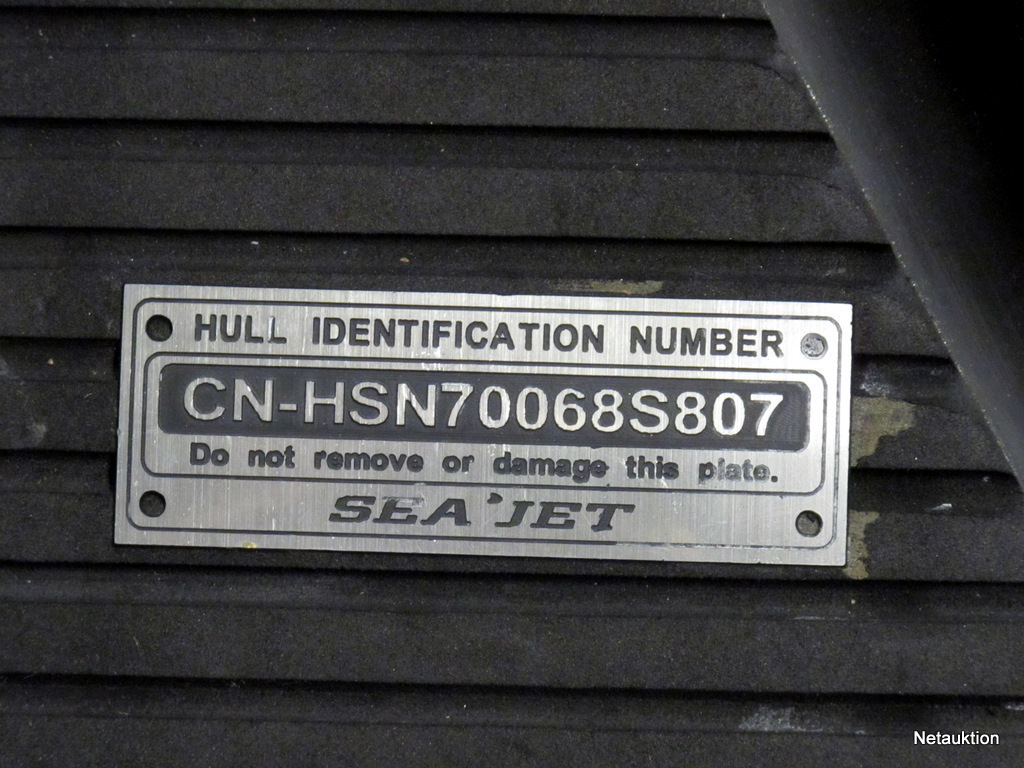 HULL IDENTIFICATION NUMBER
CN-HSN70068S807
Do not remove or damage this plate.
SEA'JET
Netauktion